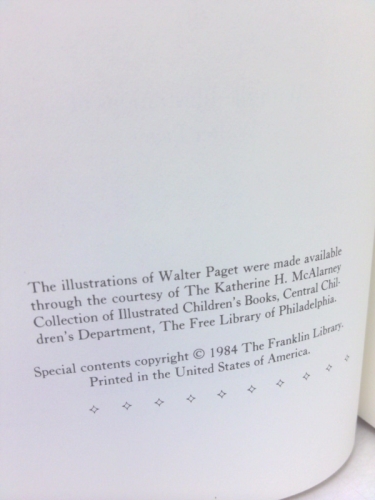 The illustrations of Walter Paget were made available
through the courtesy of The Katherine H. McAlarney
Collection of Illustrated Children's Books, Central Chil-
dren's Department, The Free Library of Philadelphia.
Special contents copyright © 1984 The Franklin Library.
Printed in the United States of America.